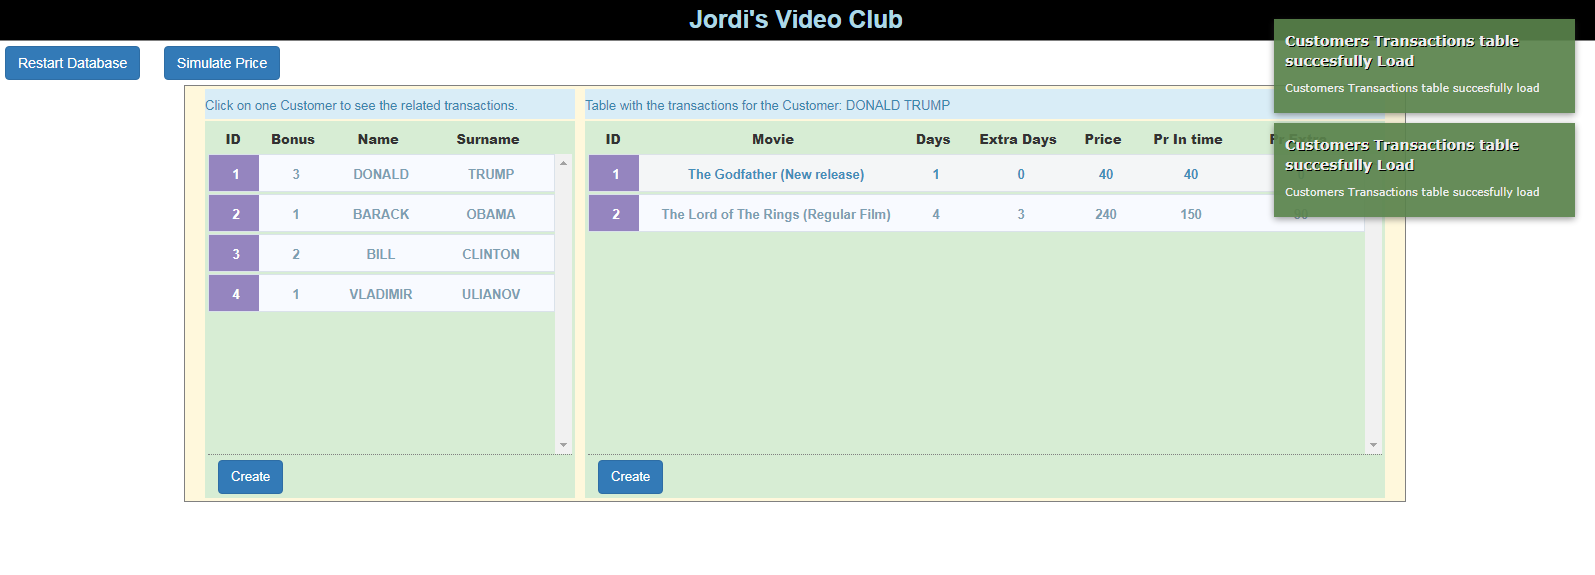 Jordi's Video Club
Restart Database
Simulate Price
Customers Transactions table
succesfully Load
Customers Transactions table succesfully load
Customers Transactions table
succesfully Load
Customers Transactions table succesfully load
Click on one Customer to see the related transactions.
ID Bonus Name Surname
1 3 DONALD TRUMP
2 1 BARACK OBAMA
3 2 BILL CLINTON
4 1 VLADIMIR ULIANOV
Create
Table with the transactions for the Customer: DONALD TRUMP
ID Movie Days Extra Days Price Pr In time Pr Extra
1 The Godfather (New release) 1 0 40 40
2 The Lord of The Rings (Regular Film) 4 3 240 150 90
Create